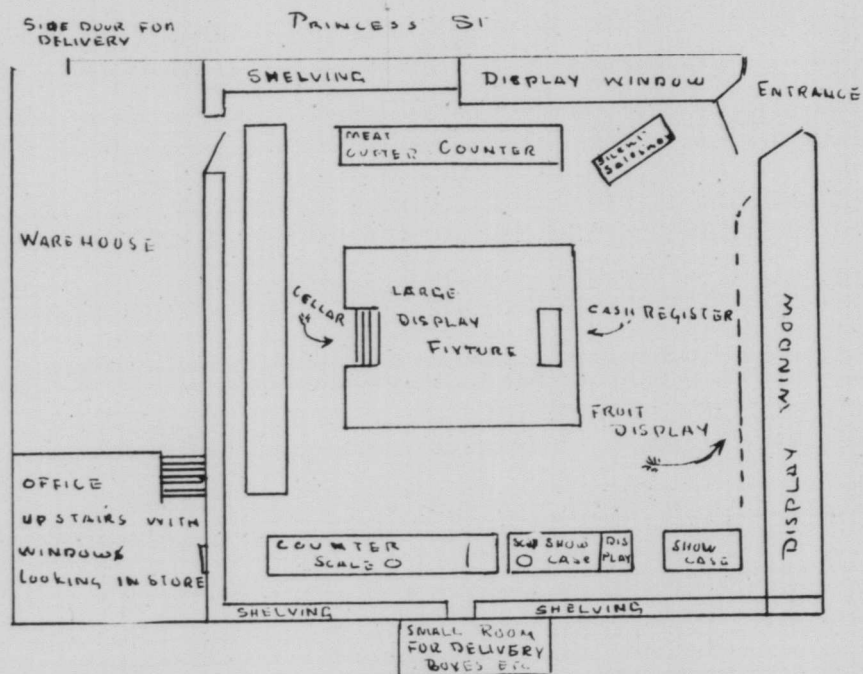 SIDE DOOR FOR
DELIVERY
PRINCESS ST
SHELVING
DISPLAY WINDOW
ENTRANCE
MEAT
CUTTER COUNTER
SILENT
SALESMAN
WAREHOUSE
CELLAR
LARGE
DISPLAY
FIXTURE
CASH REGISTER
FRUIT
DISPLAY
DISPLAY WINDOW
OFFICE
UP STAIRS WITH
WINDOWS
LOOKING IN STORE
COUNTER
SCALE
SHOW
CASE
DIS
PLAY
SHOW
CASE
SHELVING
SHELVING
SMALL ROOM
FOR DELIVERY
BOXES ETC